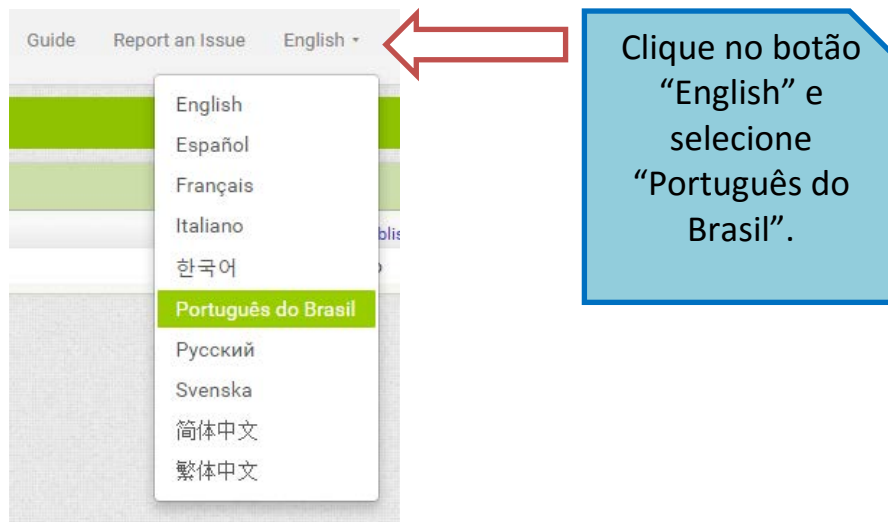 Guide Report an Issue English
English
Español
Français
Italiano
한국어
Português do Brasil
Русский
Svenska
简体中文
繁体中文
Clique no botão
“English” e
selecione
“Português do
Brasil”.